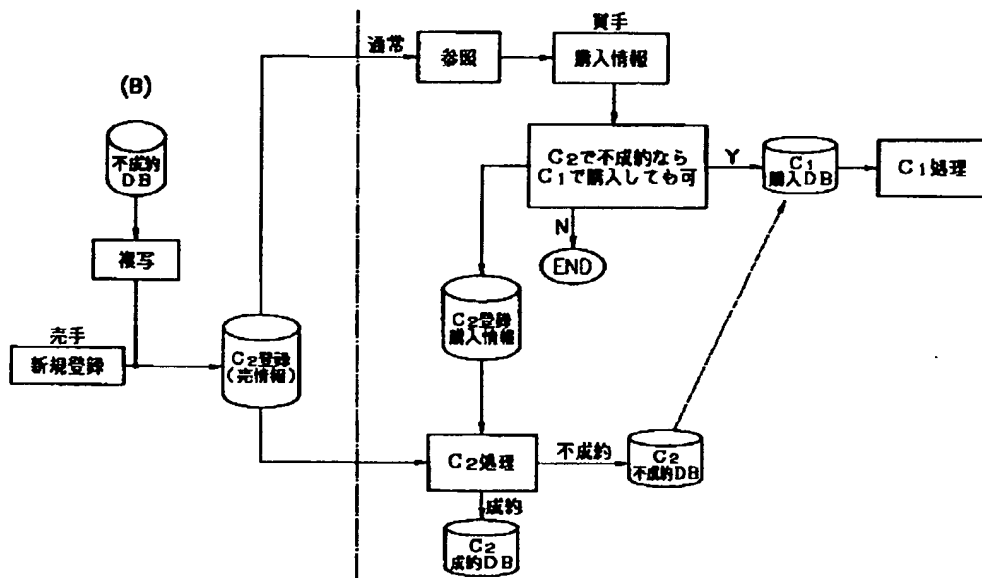 買手
通常
参照
購入情報
(B)
不成約
DB
C2で不成約なら
C1で購入しても可
Y
C1
購入DB
C1処理
N
END
複写
C2登録
購入情報
売手
新規登録
C2登録
(売情報)
C2処理
不成約
C2
不成約DB
成約
C2
成約DB